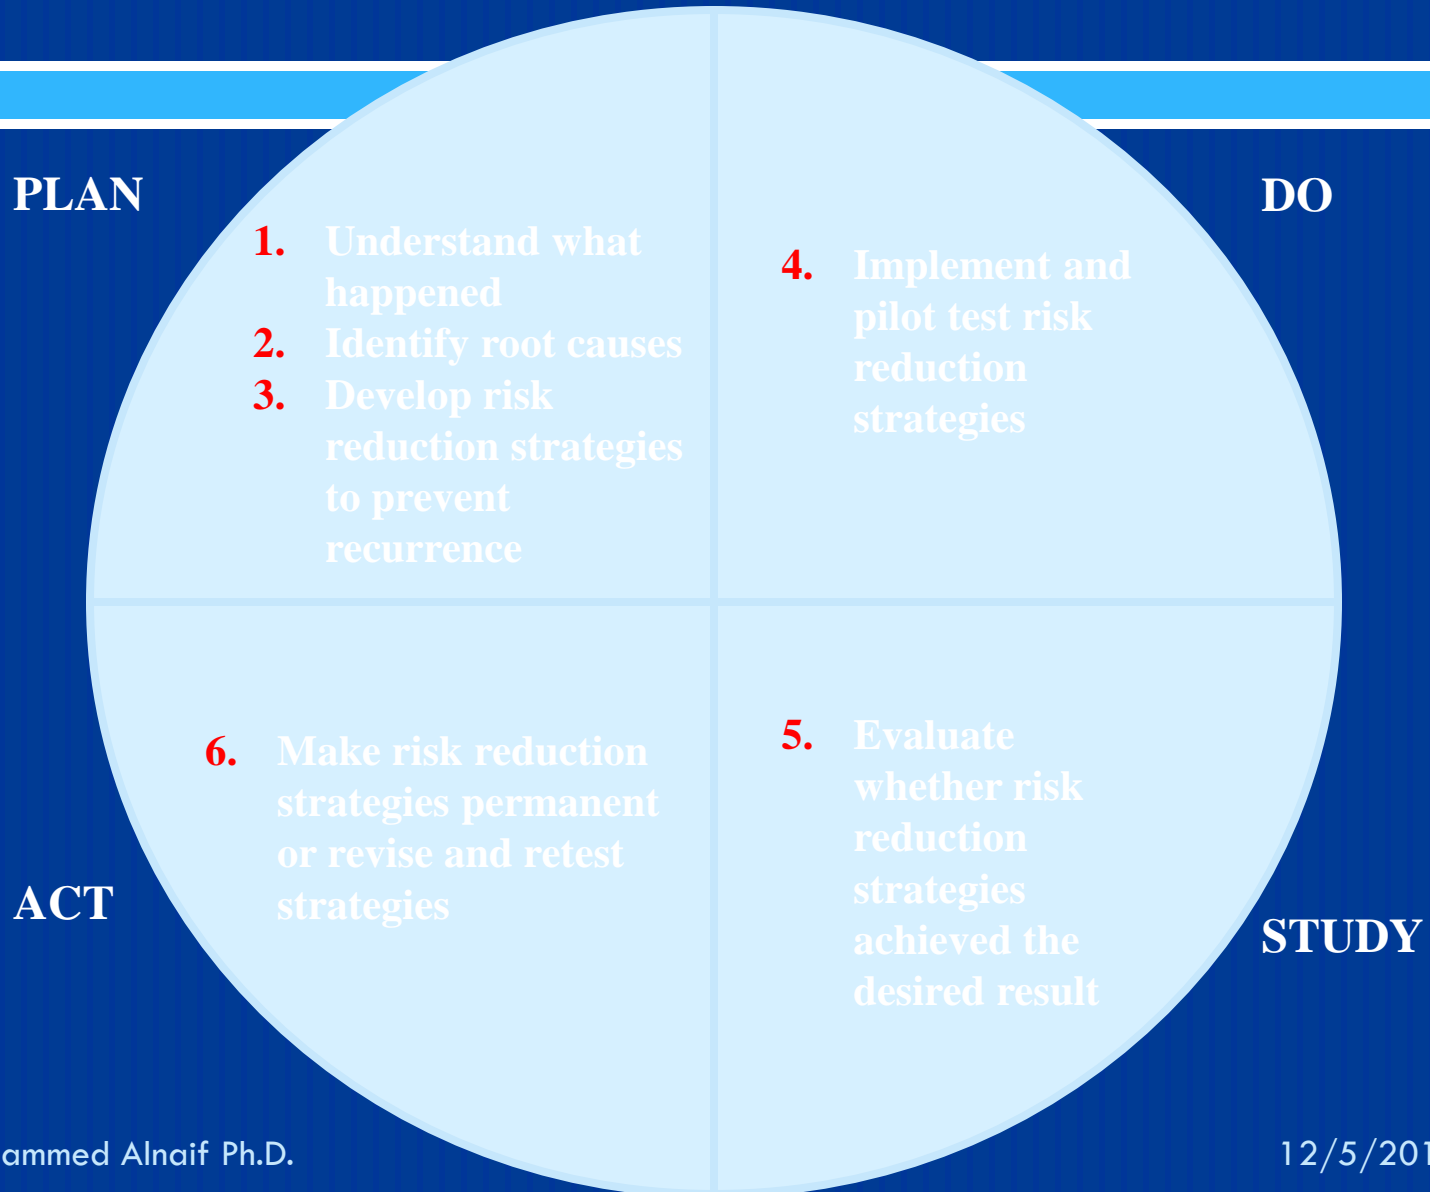 PLAN
1. Understand what
happened
2. Identify root causes
3. Develop risk
reduction strategies
to prevent
recurrence
DO
4. Implement and
pilot test risk
reduction
strategies
ACT
6. Make risk reduction
strategies permanent
or revise and retest
strategies
STUDY
5. Evaluate
whether risk
reduction
strategies
achieved the
desired result
ammed Alnaif Ph.D.
12/5/201